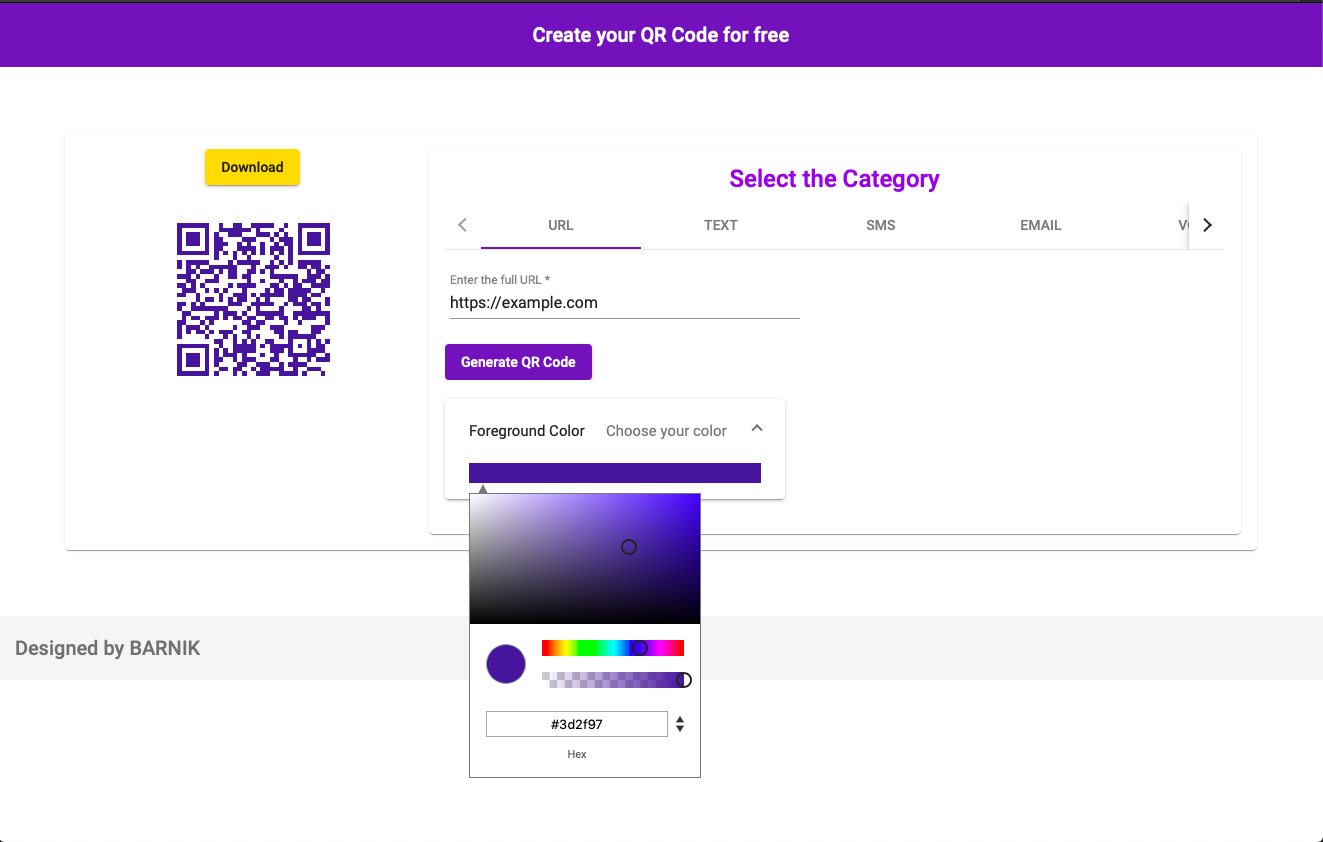 Create your QR Code for free
Download
Select the Category
URL TEXT SMS EMAIL
Enter the full URL *
https://example.com
Generate QR Code
Foreground Color Choose your color
#3d2f97
Hex
Designed by BARNIK